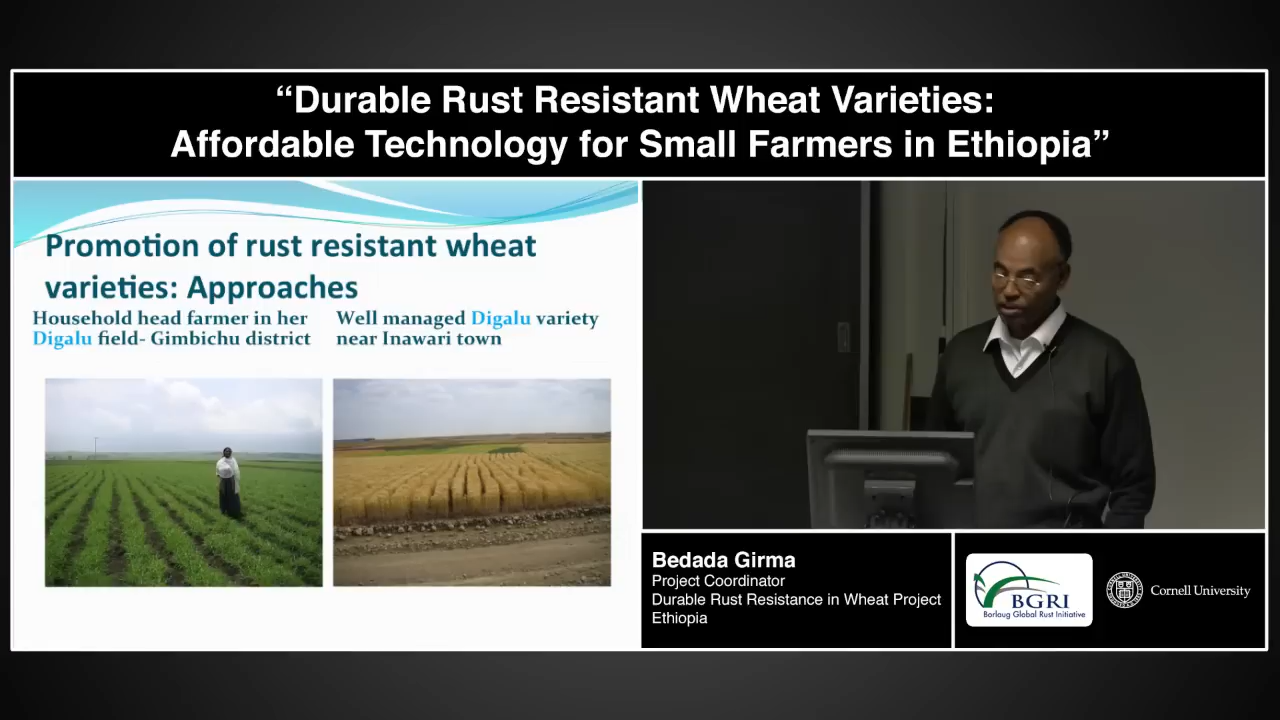 “Durable Rust Resistant Wheat Varieties:
Affordable Technology for Small Farmers in Ethiopia”
Promotion of rust resistant wheat
varieties: Approaches
Household head farmer in her
Digalu field- Gimbichu district
Well managed Digalu variety
near Inawari town
Bedada Girma
Project Coordinator
Durable Rust Resistance in Wheat Project
Ethiopia
BGRI
Borloug Global Rust Initiative
Cornell University